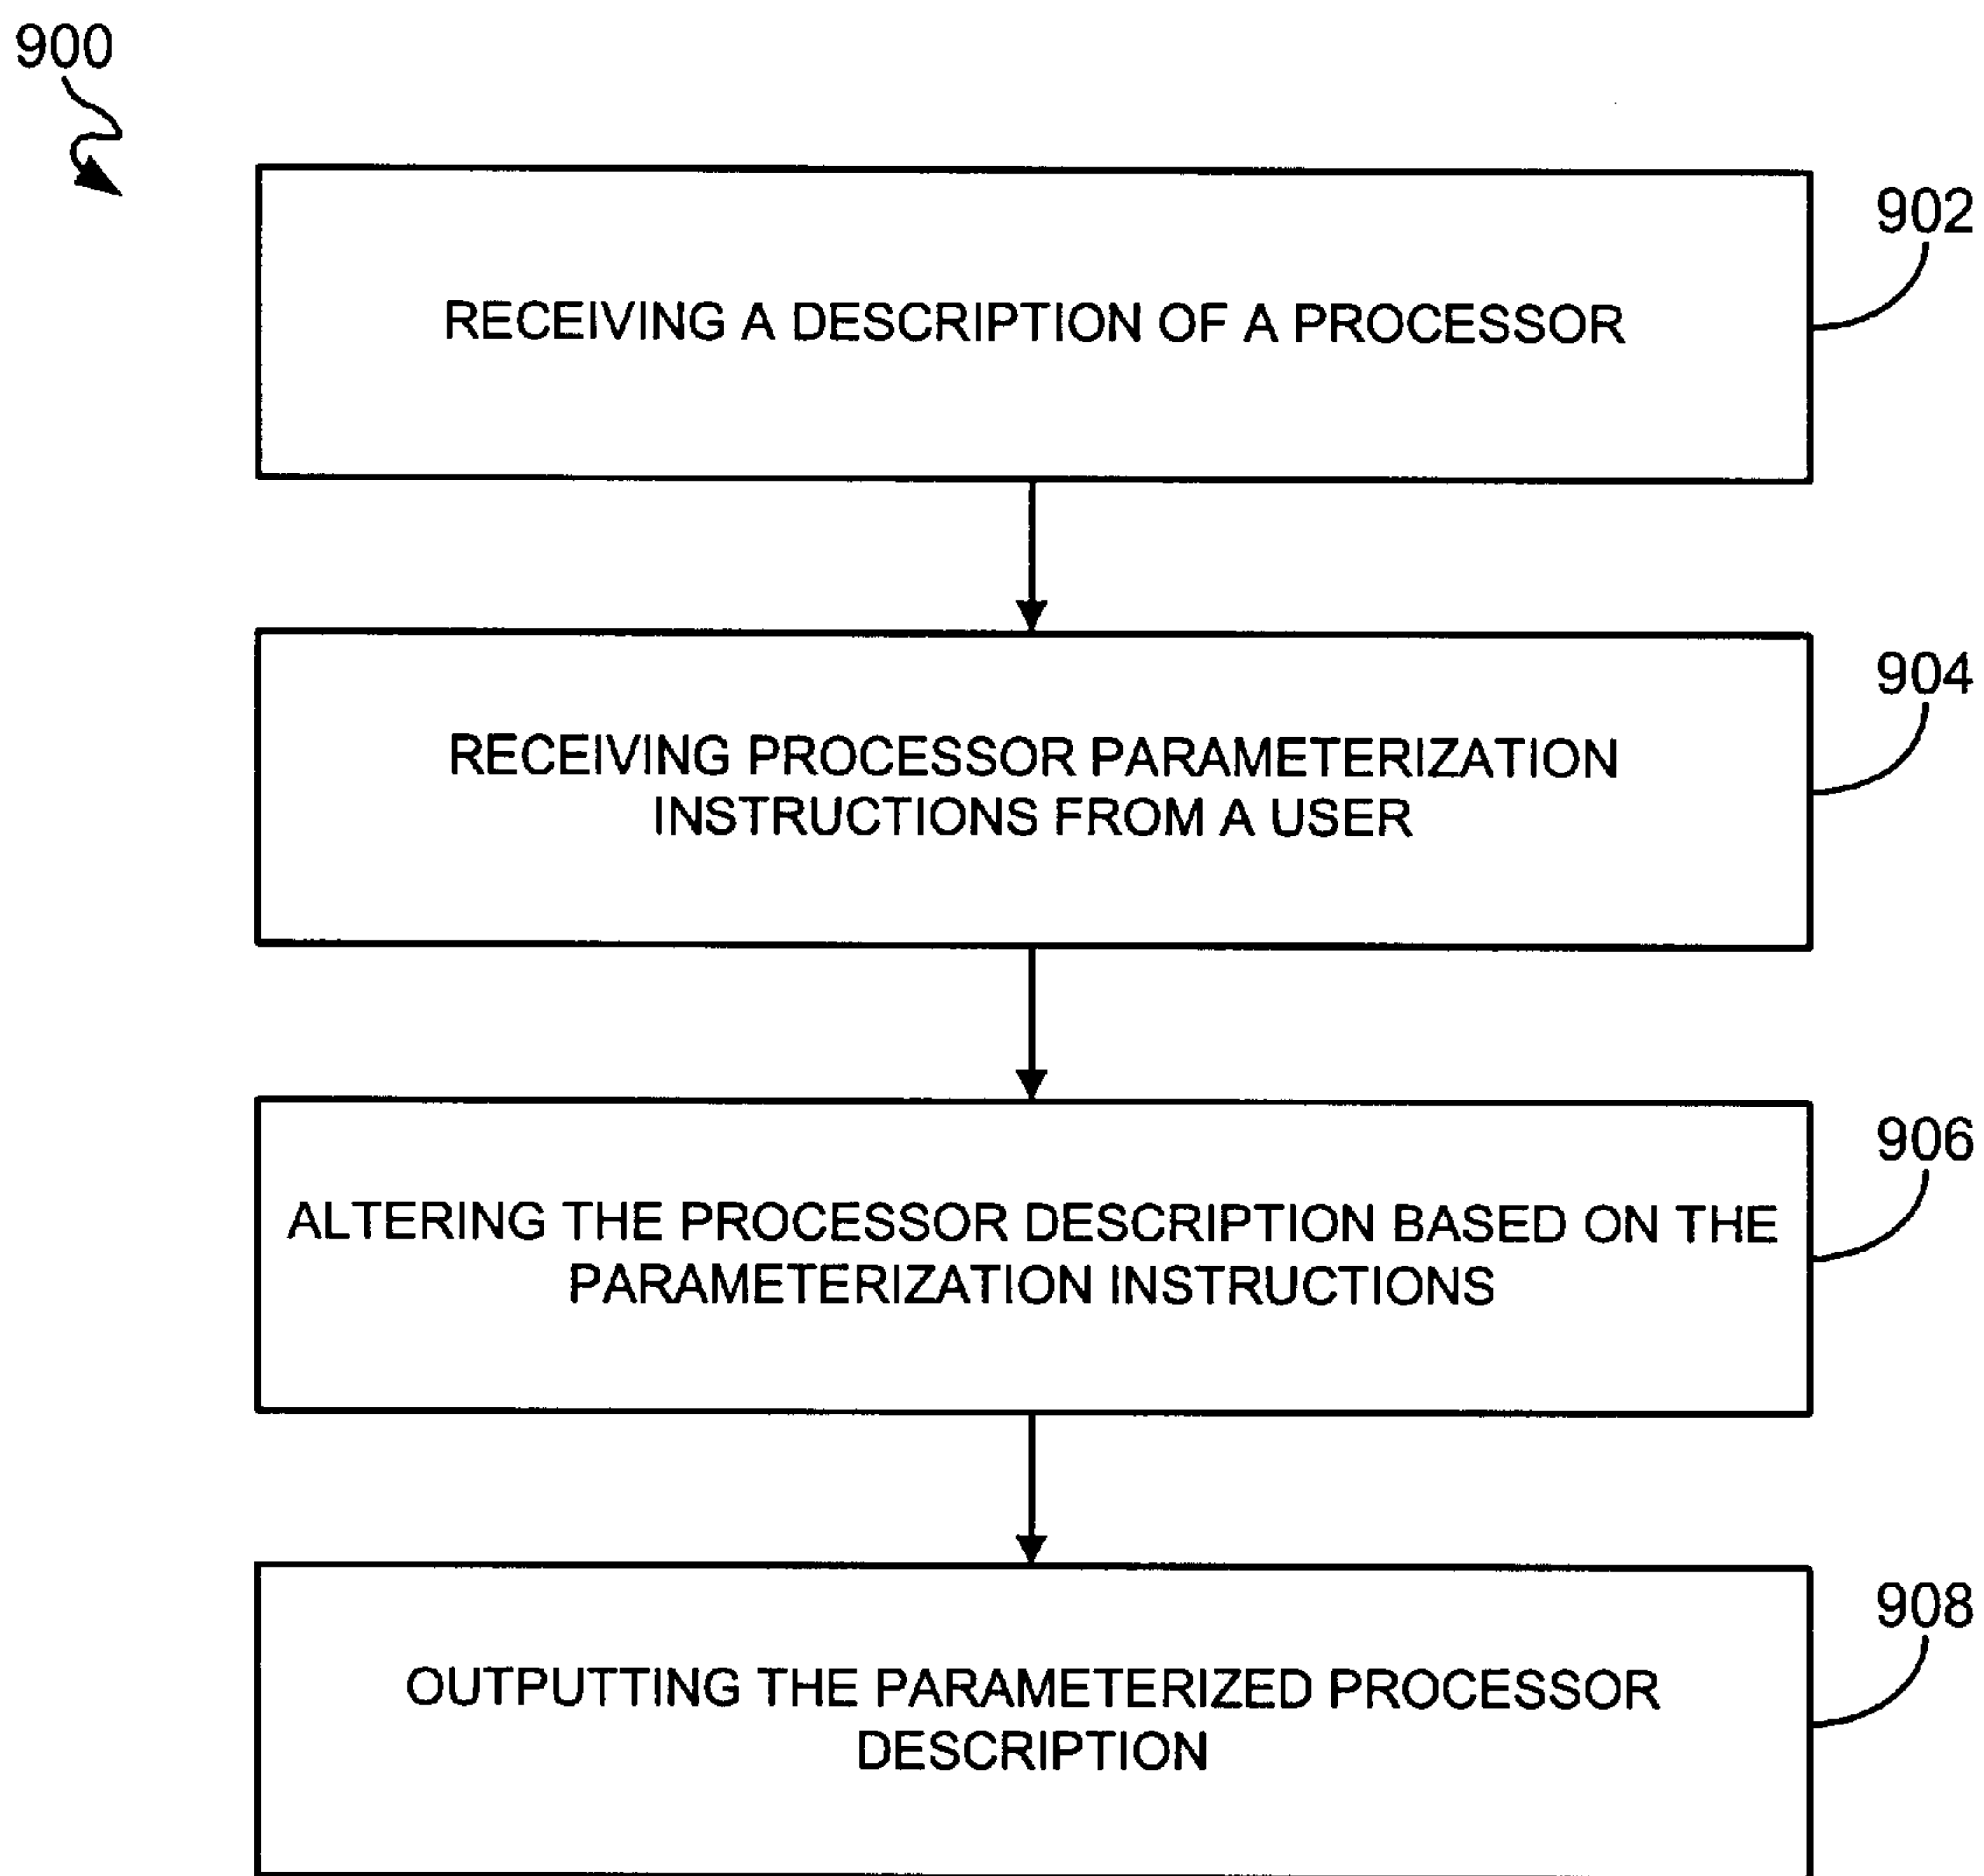 900
902
RECEIVING A DESCRIPTION OF A PROCESSOR
904
RECEIVING PROCESSOR PARAMETERIZATION
INSTRUCTIONS FROM A USER
906
ALTERING THE PROCESSOR DESCRIPTION BASED ON THE
PARAMETERIZATION INSTRUCTIONS
908
OUTPUTTING THE PARAMETERIZED PROCESSOR
DESCRIPTION